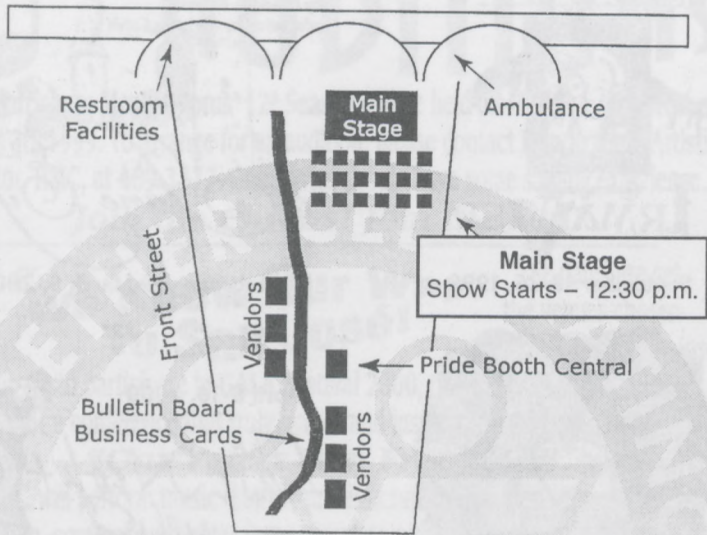 Restroom
Facilities
Main
Stage
Ambulance
Front Street
Main Stage
Show Starts – 12:30 p.m.
Vendors
Pride Booth Central
Bulletin Board
Business Cards
Vendors